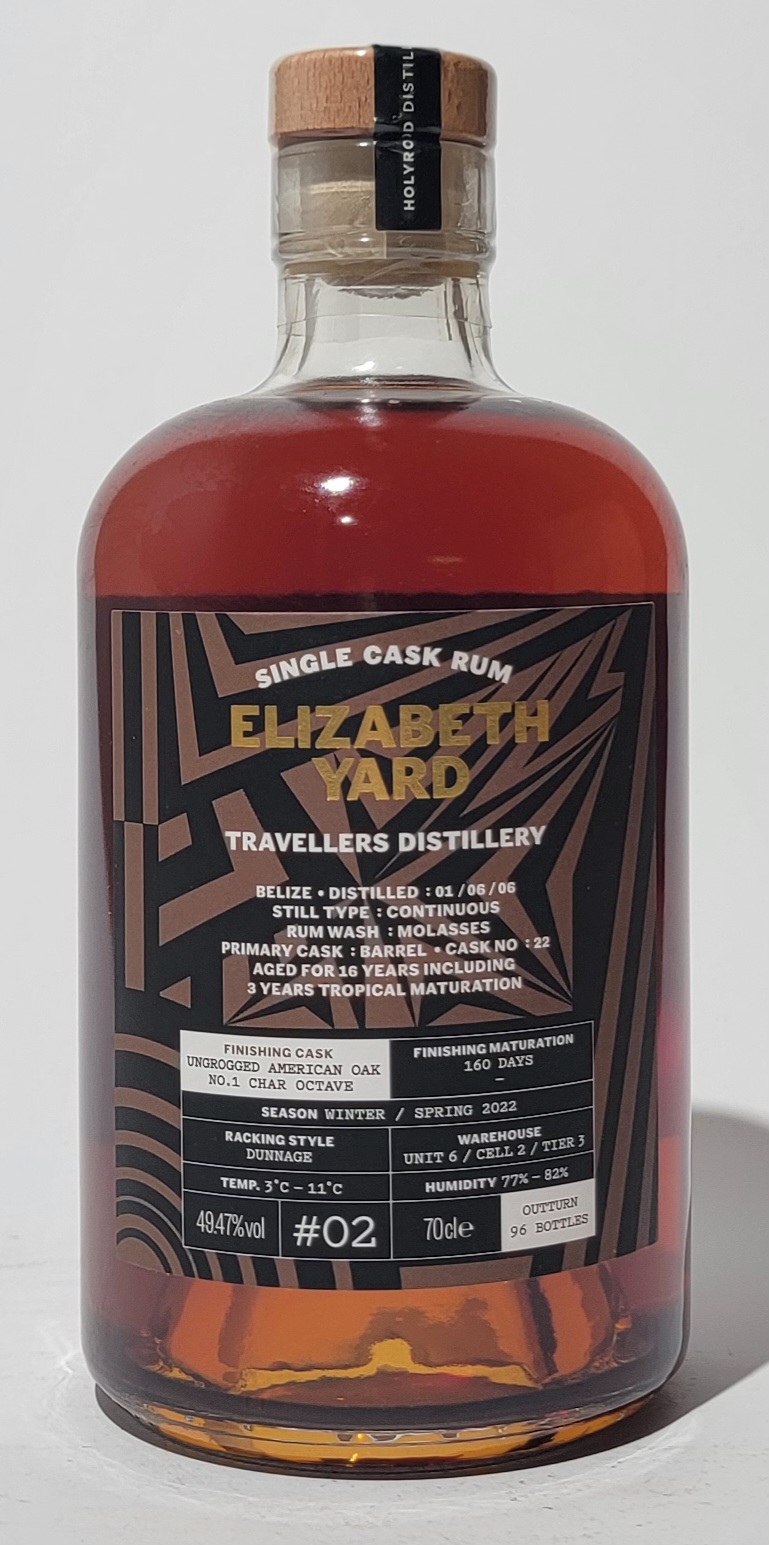 HOLYROOD DISTIL
SINGLE CASK RUM
ELIZABETH
YARD
TRAVELLERS DISTILLERY
BELIZE • DISTILLED : 01/06/06
STILL TYPE : CONTINUOUS
RUM WASH : MOLASSES
PRIMARY CASK : BARREL • CASK NO : 22
AGED FOR 16 YEARS INCLUDING
3 YEARS TROPICAL MATURATION
FINISHING CASK
UNGROGGED AMERICAN OAK
NO.1 CHAR OCTAVE
FINISHING MATURATION
160 DAYS
–
SEASON WINTER / SPRING 2022
RACKING STYLE
DUNNAGE
WAREHOUSE
UNIT 6 / CELL 2 / TIER 3
TEMP. 3°C – 11°C
HUMIDITY 77% – 82%
49.47%vol
#02
70cl℮
OUTTURN
96 BOTTLES